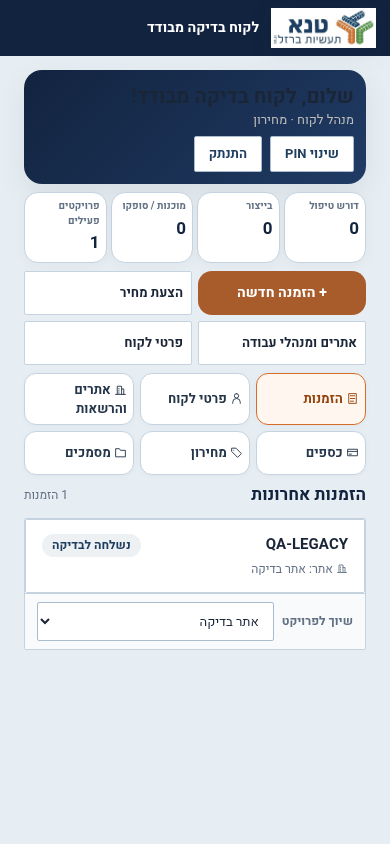 טנא
תעשיות ברזל
לקוח בדיקה מבודד
שלום, לקוח בדיקה מבודד!
מנהל לקוח · מחירון
שינוי PIN
התנתק
דורש טיפול
0
בייצור
0
מוכנות / סופקו
0
פרויקטים
פעילים
1
+ הזמנה חדשה
הצעת מחיר
אתרים ומנהלי עבודה
פרטי לקוח
הזמנות
פרטי לקוח
אתרים
והרשאות
כספים
מחירון
מסמכים
הזמנות אחרונות
1 הזמנות
QA-LEGACY
נשלחה לבדיקה
אתר: אתר בדיקה
שיוך לפרויקט
אתר בדיקה